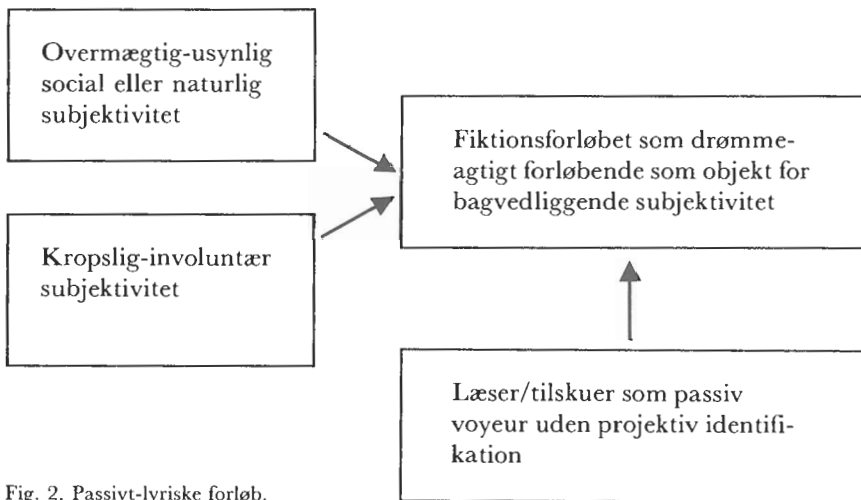 Overmægtig-usynlig
social eller naturlig
subjektivitet
Fiktionsforløbet som drømme-
agtigt forløbende som objekt for
bagvedliggende subjektivitet
Kropslig-involuntær
subjektivitet
Læser/tilskuer som passiv
voyeur uden projektiv identifi-
kation
Fig. 2. Passivt-lyriske forløb.